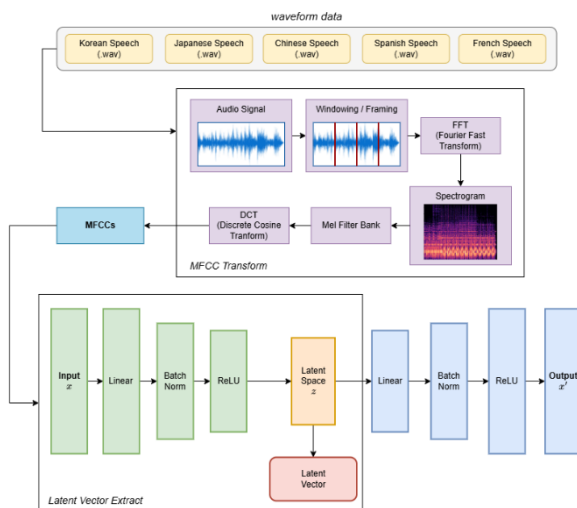 waveform data
Korean Speech
(.wav)
Japanese Speech
(.wav)
Chinese Speech
(.wav)
Spanish Speech
(.wav)
French Speech
(.wav)
Audio Signal
Windowing / Framing
FFT
(Fourier Fast
Transform)
Spectrogram
Mel Filter Bank
DCT
(Discrete Cosine
Tranform)
MFCCs
MFCC Transform
Input
x
Linear
Batch
Norm
ReLU
Latent
Space
z
Linear
Batch
Norm
ReLU
Output
x'
Latent
Vector
Latent Vector Extract